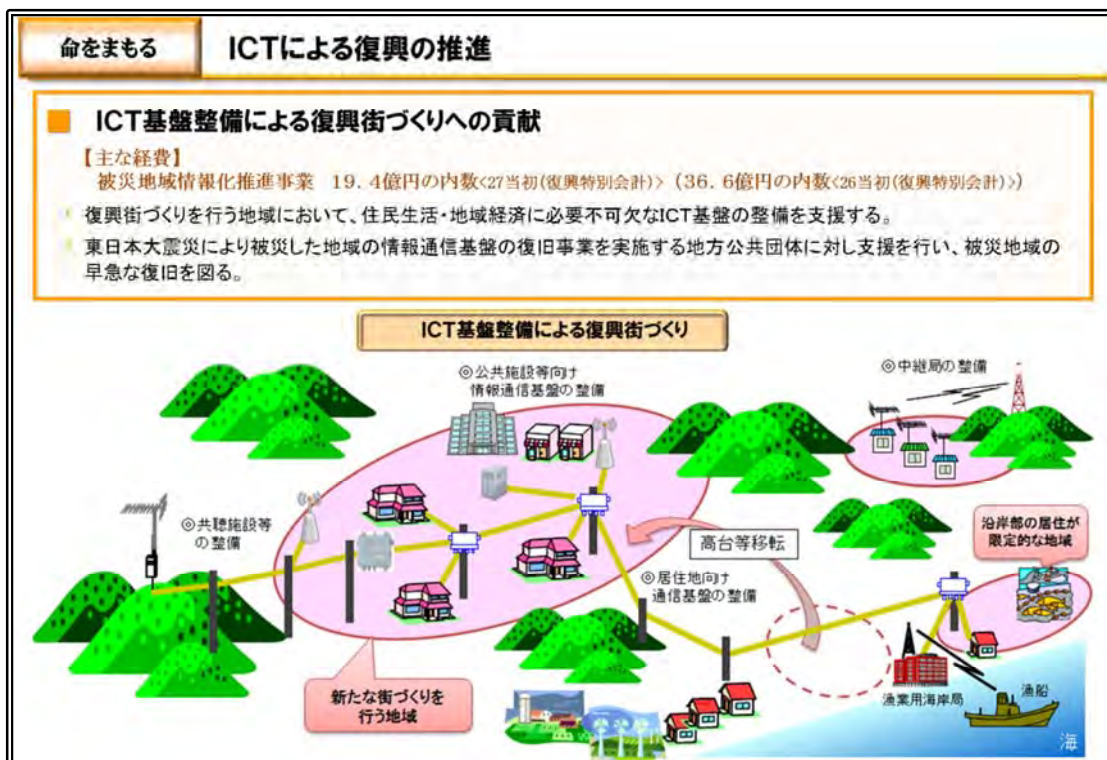 命をまもる
ICTによる復興の推進
■ ICT基盤整備による復興街づくりへの貢献
【主な経費】
被災地域情報化推進事業 19．4億円の内数<27当初(復興特別会計)> (36．6億円の内数<26当初(復興特別会計)>)
復興街づくりを行う地域において、住民生活・地域経済に必要不可欠なICT基盤の整備を支援する。
東日本大震災により被災した地域の情報通信基盤の復旧事業を実施する地方公共団体に対し支援を行い、被災地域の
早急な復旧を図る。
ICT基盤整備による復興街づくり
◎公共施設等向け
情報通信基盤の整備
◎中継局の整備
◎共聴施設等
の整備
沿岸部の居住が
限定的な地域
高台等移転
◎居住地向け
通信基盤の整備
新たな街づくりを
行う地域
漁業用海岸局
漁船
海